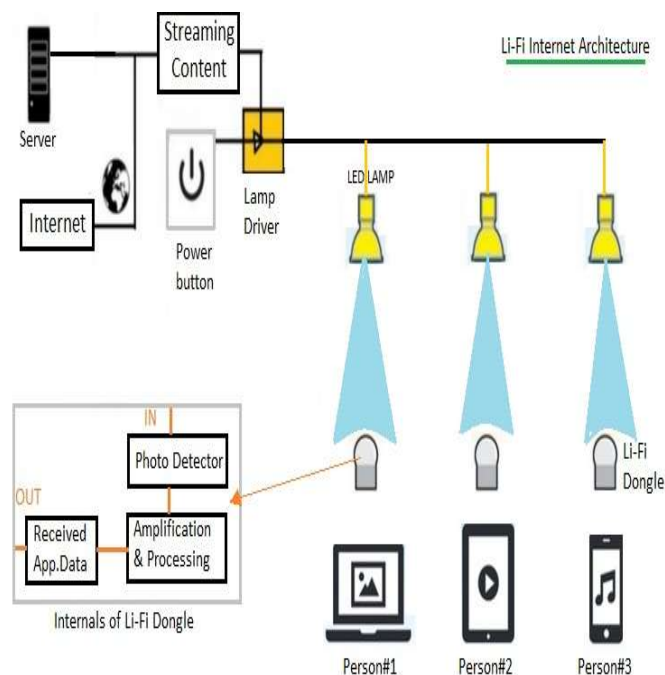 Streaming
Content
Li-Fi Internet Architecture
Server
Internet
Power
button
Lamp
Driver
LED LAMP
Li-Fi
Dongle
IN
Photo Detector
OUT
Received
App.Data
Amplification
& Processing
Internals of Li-Fi Dongle
Person#1
Person#2
Person#3